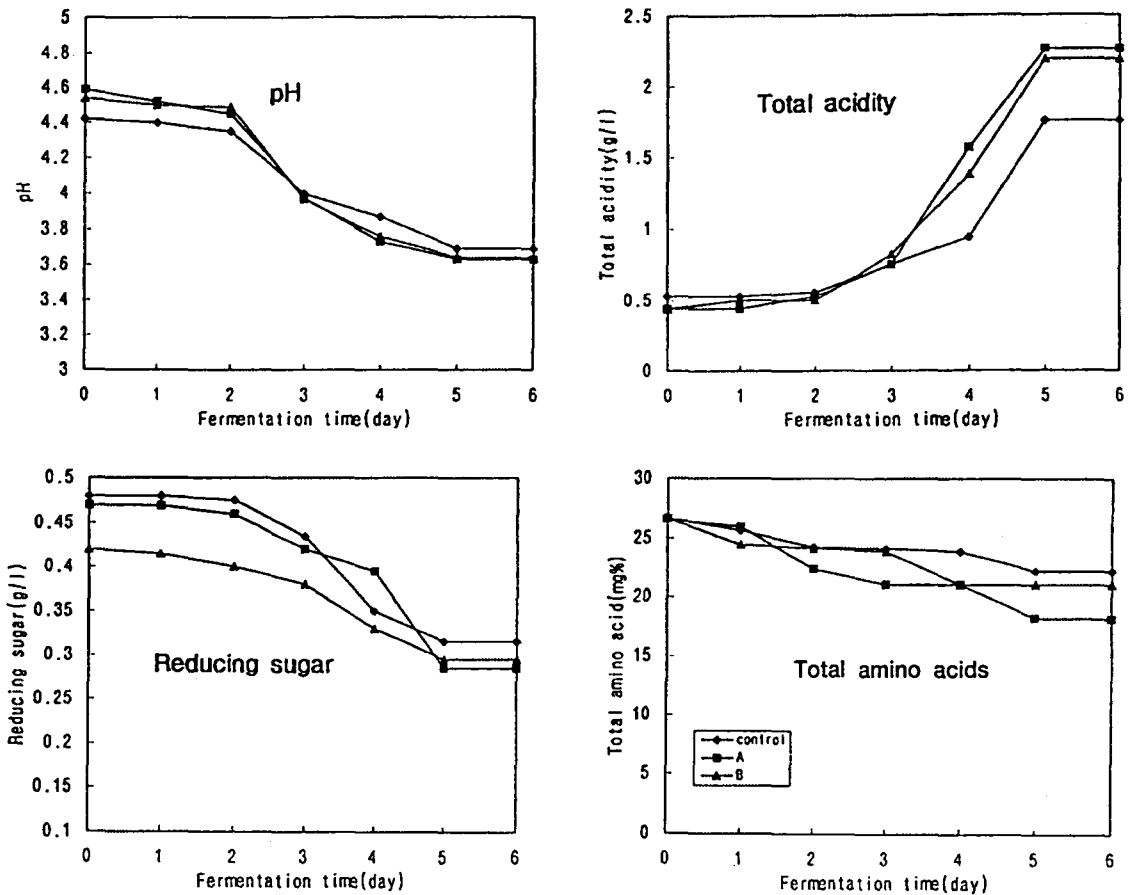 5
4.8
4.6
4.4
4.2
4
3.8
3.6
3.4
3.2
3
pH
pH
0 1 2 3 4 5 6
Fermentation time(day)
2.5
2
1.5
1
0.5
0
Total acidity(g/l)
Total acidity
0 1 2 3 4 5 6
Fermentation time(day)
0.5
0.45
0.4
0.35
0.3
0.25
0.2
0.15
0.1
Reducing sugar(g/l)
Reducing sugar
0 1 2 3 4 5 6
Fermentation time(day)
30
25
20
15
10
5
0
Total amino acid(mg%)
Total amino acids
control
A
B
0 1 2 3 4 5 6
Fermentation time(day)